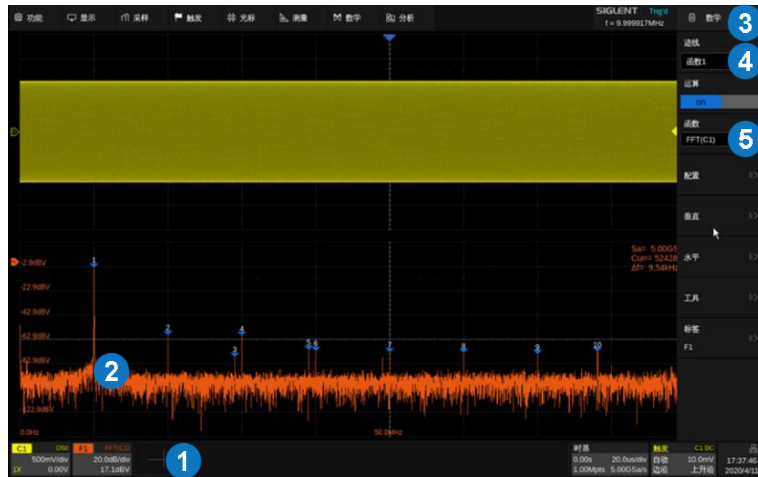 功能 显示 采样 触发 光标 测量 数学 分析
SIGLENT Trig'd
f = 9.999917MHz
数学
3
迹线
函数1
4
运算
on
函数
FFT(C1)
5
配置
垂直
水平
工具
标签
F1
Sa= 5.00GS
Curr= 52428
Δf= 9.54kHz
-2.9dBV
-22.9dBV
-42.9dBV
-62.9dBV
-122.9dBV
1
2
3
4
5
6
7
8
9
10
2
0.0Hz
50.0MHz
C1 D50
500mV/div
1X 0.00V
F1 FFT(C1)
20.0dB/div
17.1dBV
1
时基
0.00s 20.0us/div
1.00Mpts 5.00GSa/s
触发 C1 DC
自动 10.0mV
边沿 上升沿
17:37:46
2020/4/11